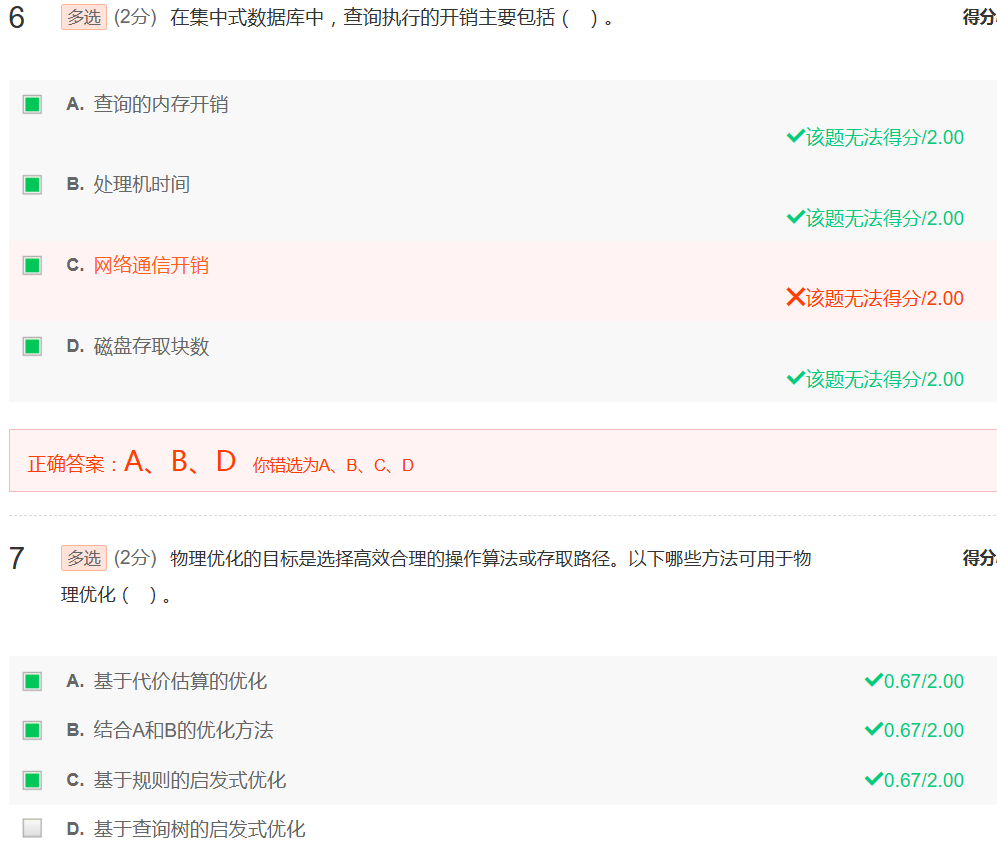 6 多选 (2分) 在集中式数据库中，查询执行的开销主要包括（ ）。 得分
A. 查询的内存开销
✔该题无法得分/2.00
B. 处理机时间
✔该题无法得分/2.00
C. 网络通信开销
✘该题无法得分/2.00
D. 磁盘存取块数
✔该题无法得分/2.00
正确答案：A、B、D 你错选为A、B、C、D
7 多选 (2分) 物理优化的目标是选择高效合理的操作算法或存取路径。以下哪些方法可用于物 得分
理优化（ ）。
A. 基于代价估算的优化 ✔0.67/2.00
B. 结合A和B的优化方法 ✔0.67/2.00
C. 基于规则的启发式优化 ✔0.67/2.00
D. 基于查询树的启发式优化